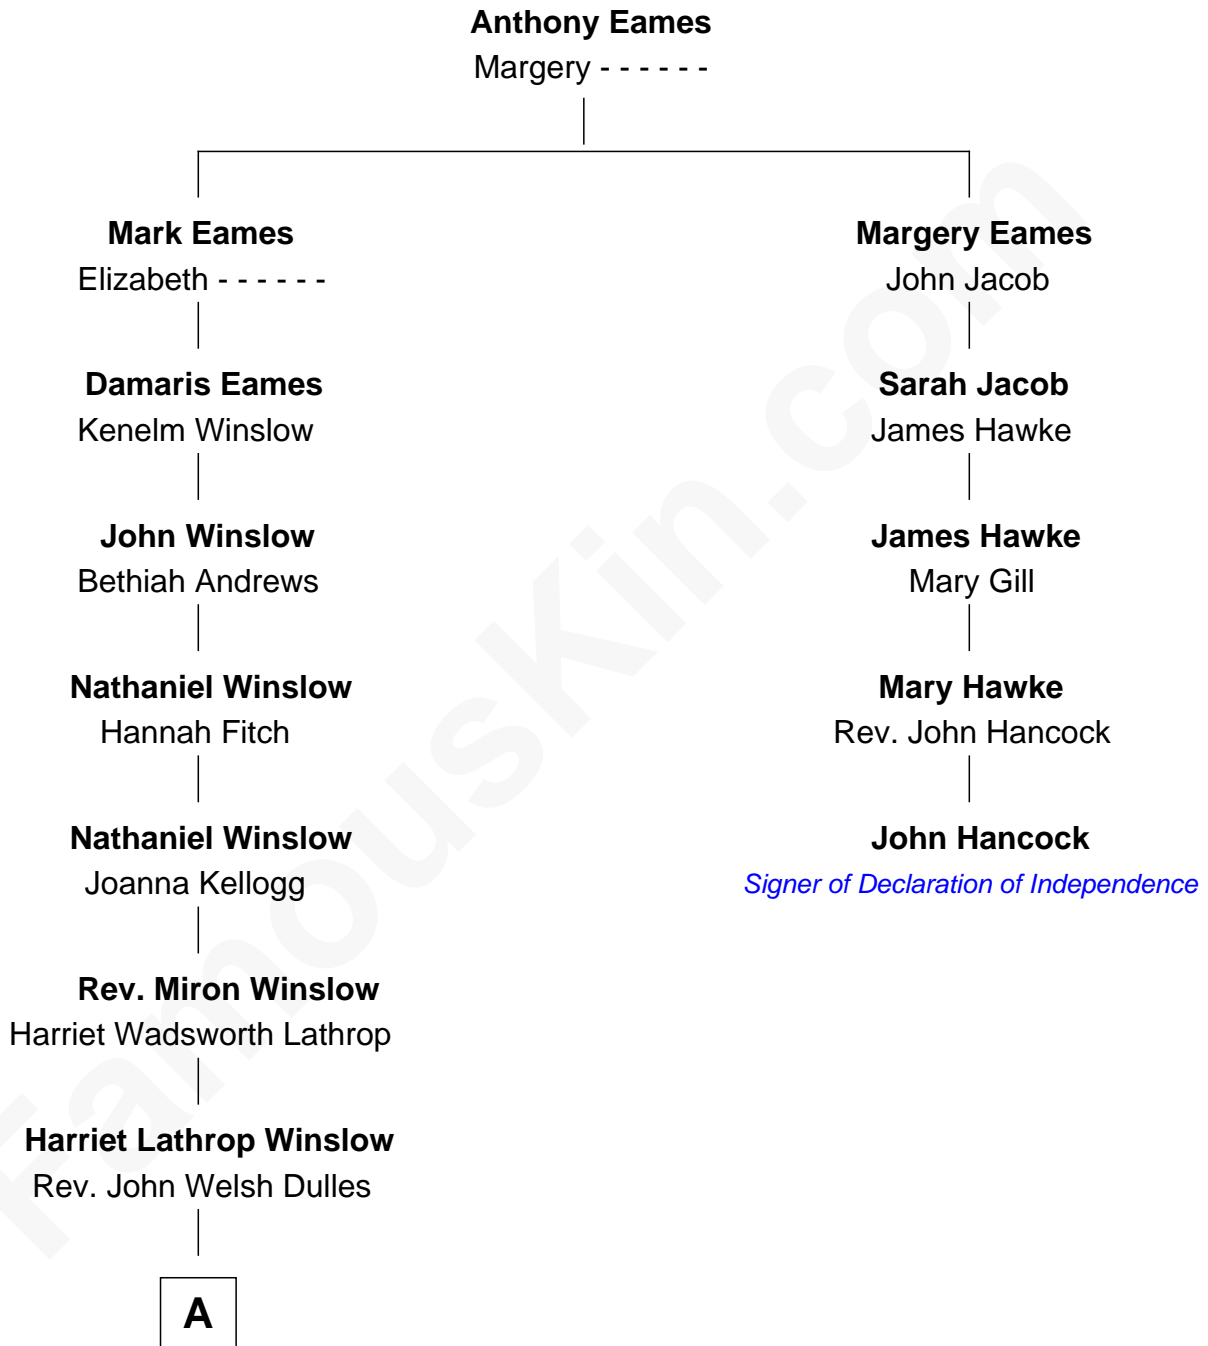 Anthony Eames
Margery - - - - - -
Mark Eames
Elizabeth - - - - - -
Damaris Eames
Kenelm Winslow
John Winslow
Bethiah Andrews
Nathaniel Winslow
Hannah Fitch
Nathaniel Winslow
Joanna Kellogg
Rev. Miron Winslow
Harriet Wadsworth Lathrop
Harriet Lathrop Winslow
Rev. John Welsh Dulles
A
Margery Eames
John Jacob
Sarah Jacob
James Hawke
James Hawke
Mary Gill
Mary Hawke
Rev. John Hancock
John Hancock
Signer of Declaration of Independence
FamousKin.com